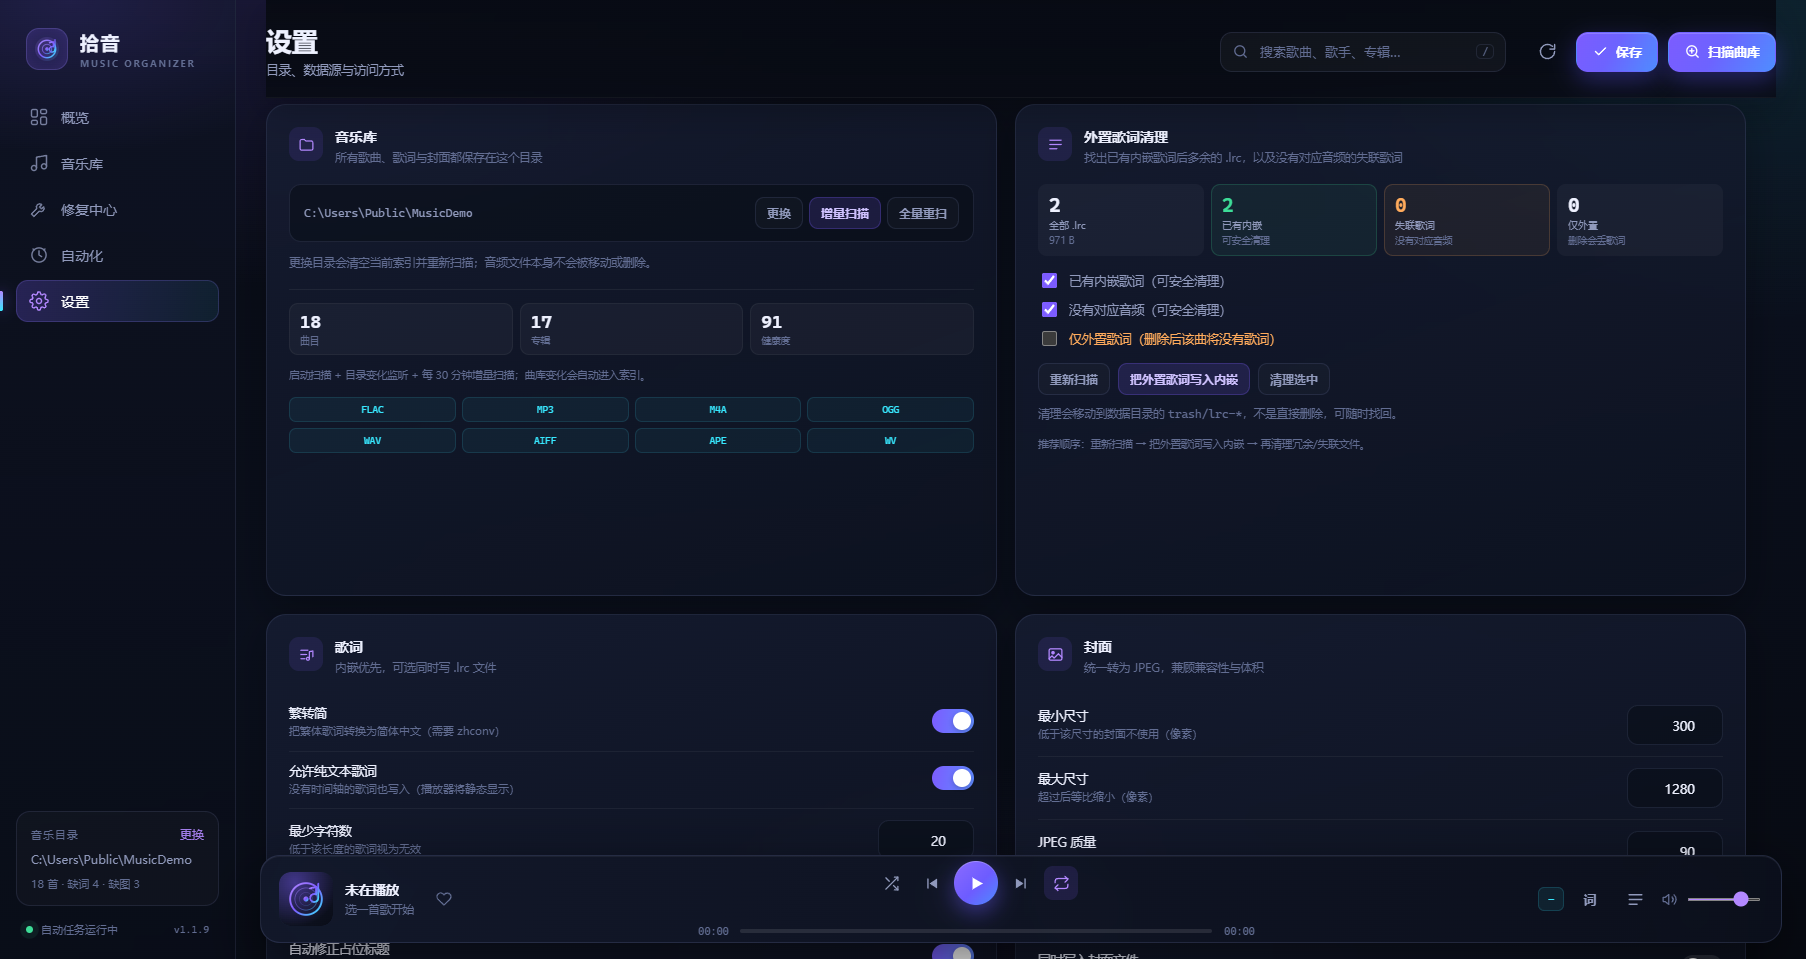 拾音
MUSIC ORGANIZER
概览
音乐库
修复中心
自动化
设置
音乐目录
更换
C:\Users\Public\MusicDemo
18 首 · 缺词 4 · 缺图 3
自动任务运行中
v1.1.9
设置
目录、数据源与访问方式
搜索歌曲、歌手、专辑...
/
保存
扫描曲库
音乐库
所有歌曲、歌词与封面都保存在这个目录
C:\Users\Public\MusicDemo
更换
增量扫描
全量重扫
更换目录会清空当前索引并重新扫描；音频文件本身不会被移动或删除。
18
曲目
17
专辑
91
健康度
启动扫描 + 目录变化监听 + 每 30 分钟增量扫描；曲库变化会自动进入索引。
FLAC
MP3
M4A
OGG
WAV
AIFF
APE
WV
外置歌词清理
找出已有内嵌歌词后多余的 .lrc，以及没有对应音频的失联歌词
2
全部 .lrc
971 B
2
已有内嵌
可安全清理
0
失联歌词
没有对应音频
0
仅外置
删除会丢歌词
已有内嵌歌词（可安全清理）
没有对应音频（可安全清理）
仅外置歌词（删除后该曲将没有歌词）
重新扫描
把外置歌词写入内嵌
清理选中
清理会移动到数据目录的 trash/lrc-*，不是直接删除，可随时找回。
推荐顺序：重新扫描 → 把外置歌词写入内嵌 → 再清理冗余/失联文件。
歌词
内嵌优先，可选同时写 .lrc 文件
繁转简
把繁体歌词转换为简体中文（需要 zhconv）
允许纯文本歌词
没有时间轴的歌词也写入（播放器将静态显示）
最少字符数
低于该长度的歌词视为无效
20
自动修正占位标题
封面
统一转为 JPEG，兼顾兼容性与体积
最小尺寸
低于该尺寸的封面不使用（像素）
300
最大尺寸
超过后等比缩小（像素）
1280
JPEG 质量
90
同时写入封面文件
未在播放
选一首歌开始
00:00
00:00
词